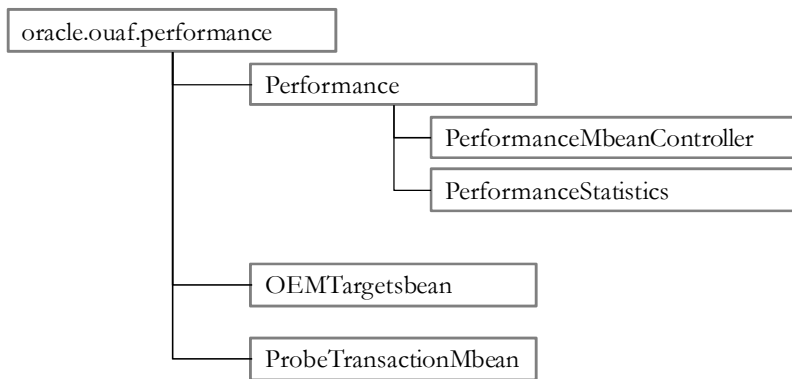 oracle.ouaf.performance
Performance
PerformanceMbeanController
PerformanceStatistics
OEMTargetsbean
ProbeTransactionMbean